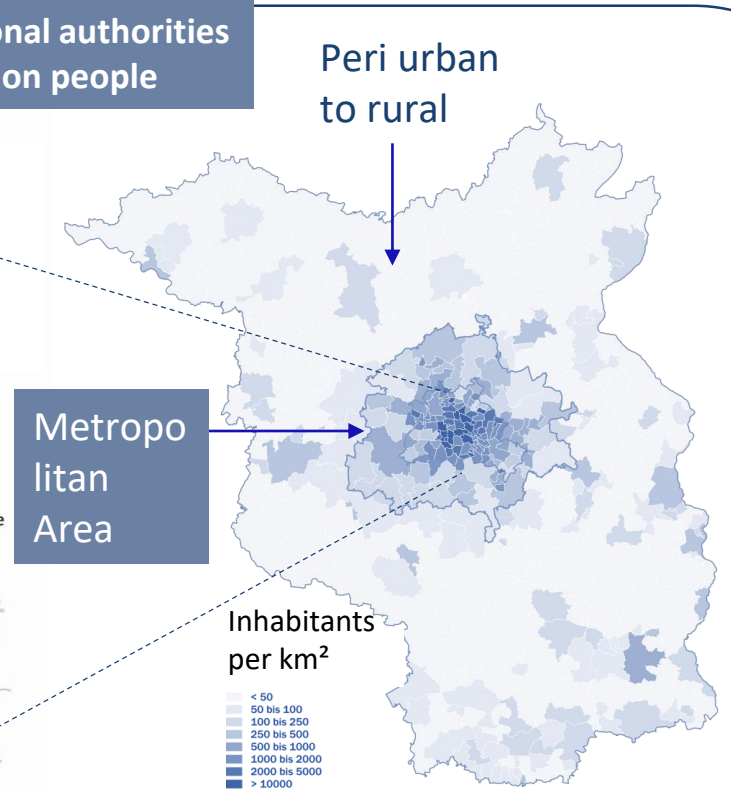 onal authorities
on people
Peri urban
to rural
Metropo
litan
Area
e
Inhabitants
per km²
< 50
50 bis 100
100 bis 250
250 bis 500
500 bis 1000
1000 bis 2000
2000 bis 5000
> 10000